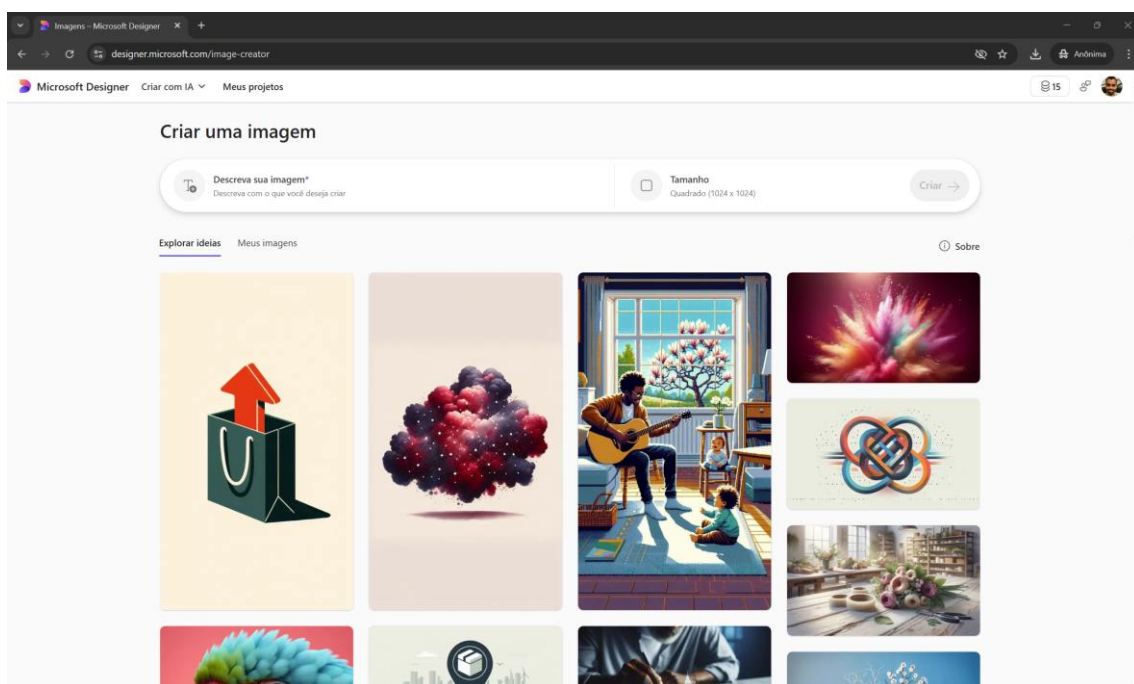 Imagens – Microsoft Designer
designer.microsoft.com/image-creator
Anônima
Microsoft Designer Criar com IA Meus projetos
15
Criar uma imagem
Descreva sua imagem*
Descreva com o que você deseja criar
Tamanho
Quadrado (1024 x 1024)
Criar
Explorar ideias Meus imagens
Sobre